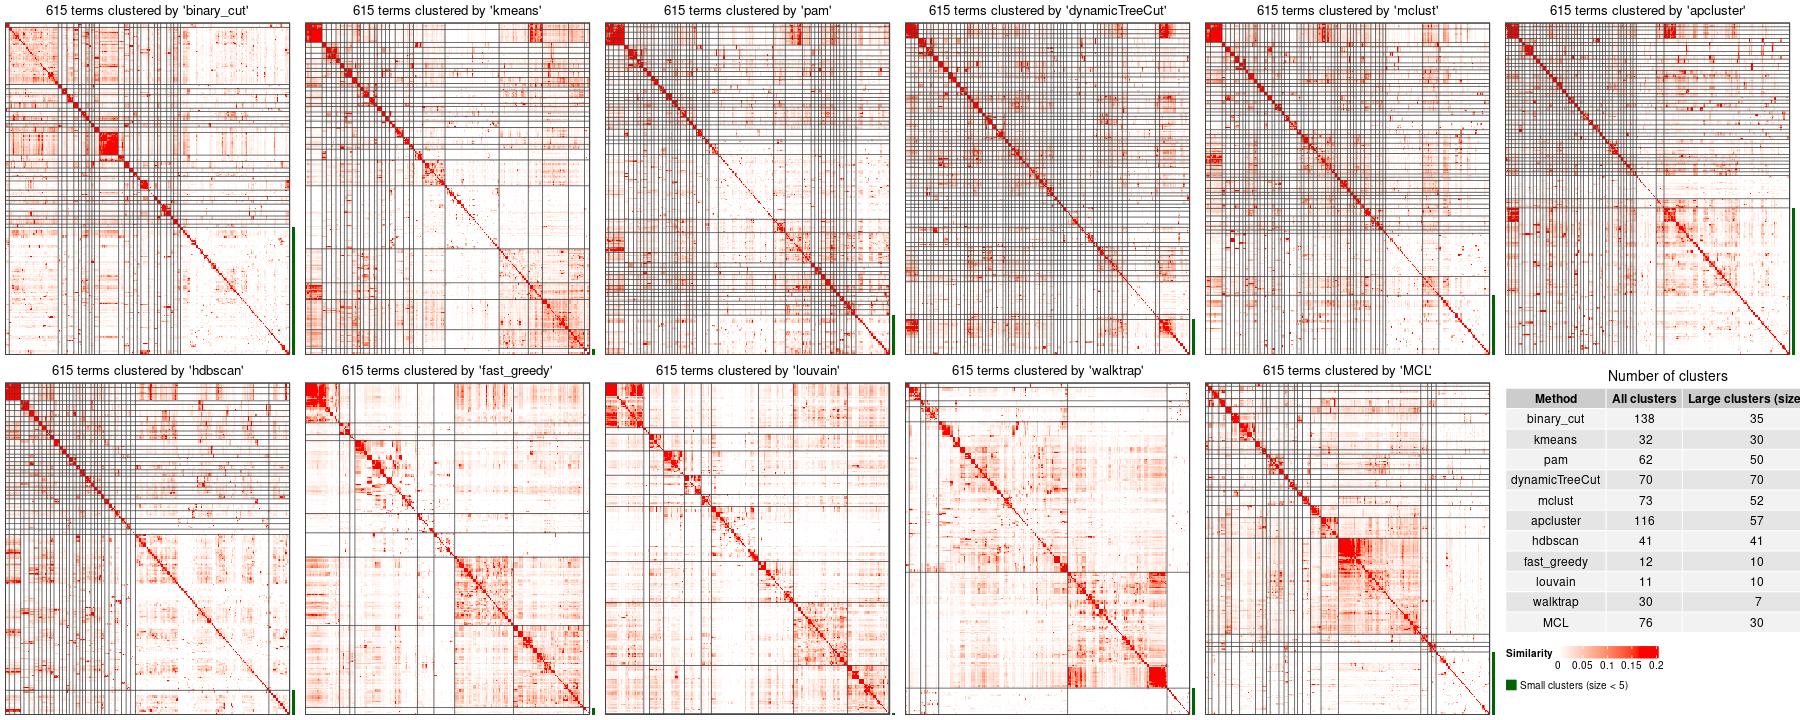 615 terms clustered by 'binary_cut'
615 terms clustered by 'kmeans'
615 terms clustered by 'pam'
615 terms clustered by 'dynamicTreeCut'
615 terms clustered by 'mclust'
615 terms clustered by 'apcluster'
615 terms clustered by 'hdbscan'
615 terms clustered by 'fast_greedy'
615 terms clustered by 'louvain'
615 terms clustered by 'walktrap'
615 terms clustered by 'MCL'
Number of clusters
Method All clusters Large clusters (size
binary_cut 138 35
kmeans 32 30
pam 62 50
dynamicTreeCut 70 70
mclust 73 52
apcluster 116 57
hdbscan 41 41
fast_greedy 12 10
louvain 11 10
walktrap 30 7
MCL 76 30
Similarity
0 0.05 0.1 0.15 0.2
Small clusters (size < 5)